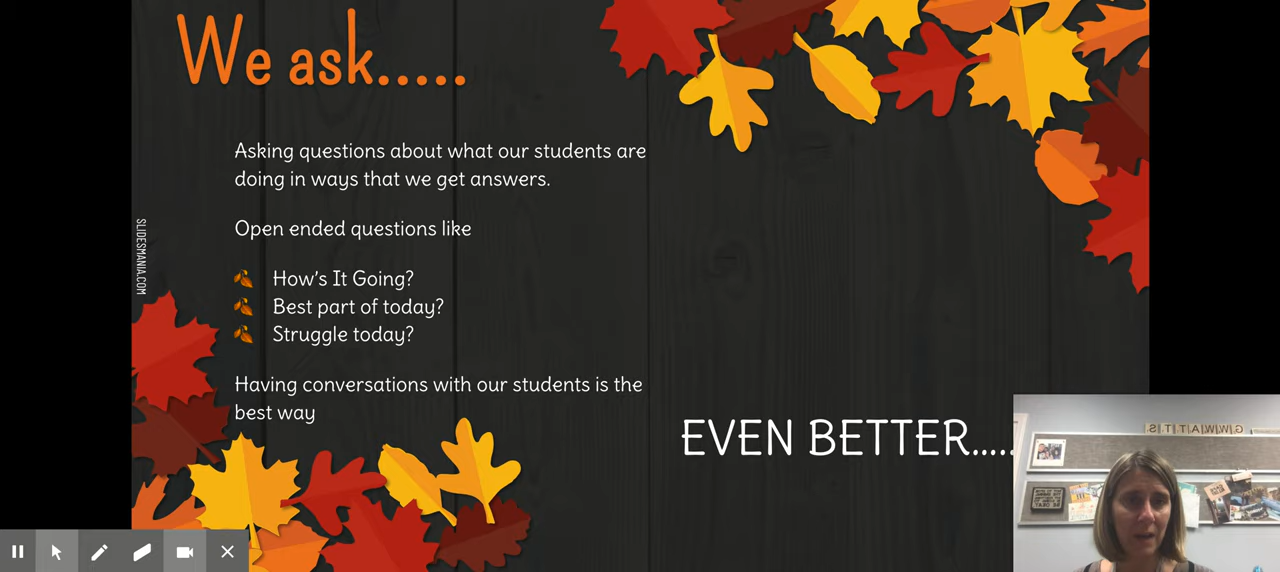 We ask.....
Asking questions about what our students are
doing in ways that we get answers.
Open ended questions like
How's It Going?
Best part of today?
Struggle today?
Having conversations with our students is the
best way
EVEN BETTER.....
SLIDESMANIA.COM